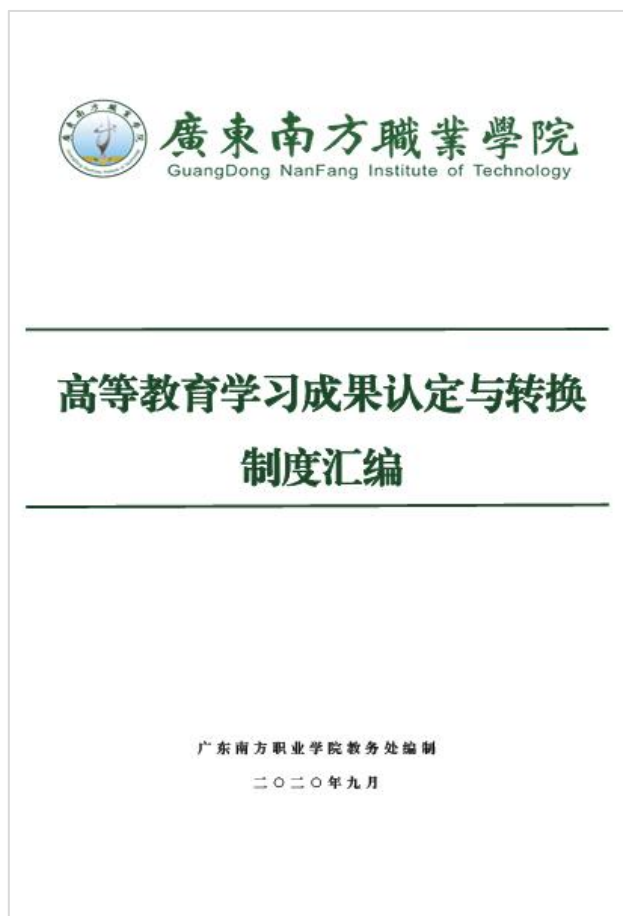 廣東南方職業學院
GuangDong NanFang Institute of Technology
高等教育学习成果认定与转换
制度汇编
广东南方职业学院教务处编制
二〇二〇年九月